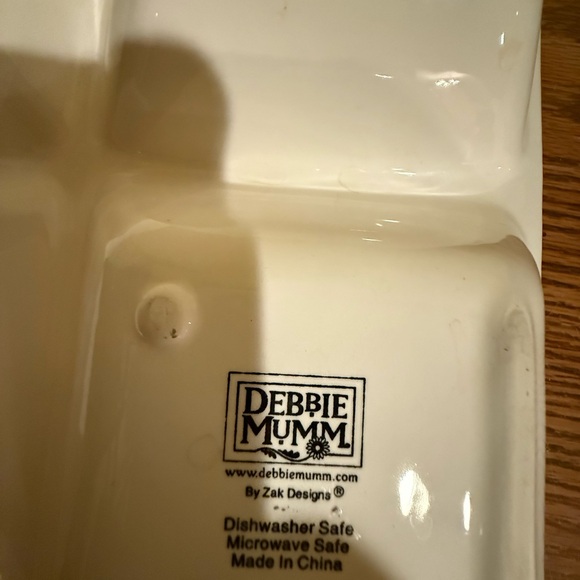 DEBBIE
MUMM
www.debbiemumm.com
By Zak Designs®
Dishwasher Safe
Microwave Safe
Made In China